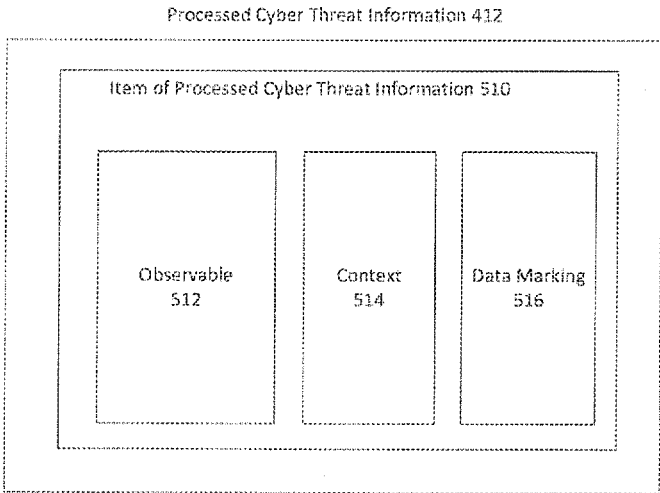 Processed Cyber Threat Information 412
Item of Processed Cyber Threat Information 510
Observable
512
Context
514
Data Marking
516